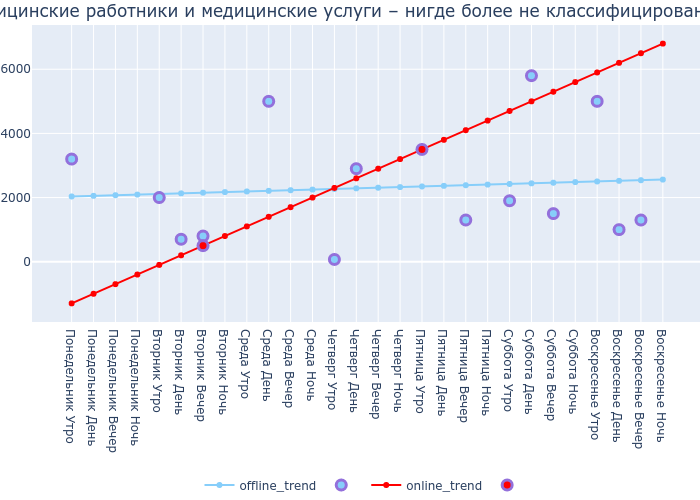 ицинские работники и медицинские услуги – нигде более не классифицирован
6000
4000
2000
0
Понедельник Утро
Понедельник День
Понедельник Вечер
Понедельник Ночь
Вторник Утро
Вторник День
Вторник Вечер
Вторник Ночь
Среда Утро
Среда День
Среда Вечер
Среда Ночь
Четверг Утро
Четверг День
Четверг Вечер
Четверг Ночь
Пятница Утро
Пятница День
Пятница Вечер
Пятница Ночь
Суббота Утро
Суббота День
Суббота Вечер
Суббота Ночь
Воскресенье Утро
Воскресенье День
Воскресенье Вечер
Воскресенье Ночь
offline_trend online_trend